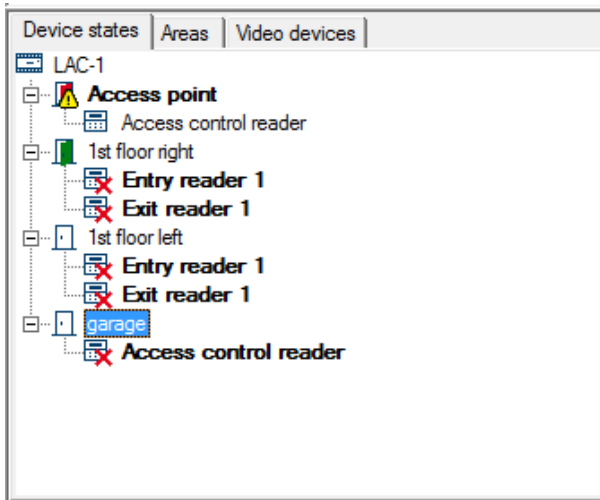 Device states Areas Video devices
LAC-1
Access point
Access control reader
1st floor right
Entry reader 1
Exit reader 1
1st floor left
Entry reader 1
Exit reader 1
garage
Access control reader